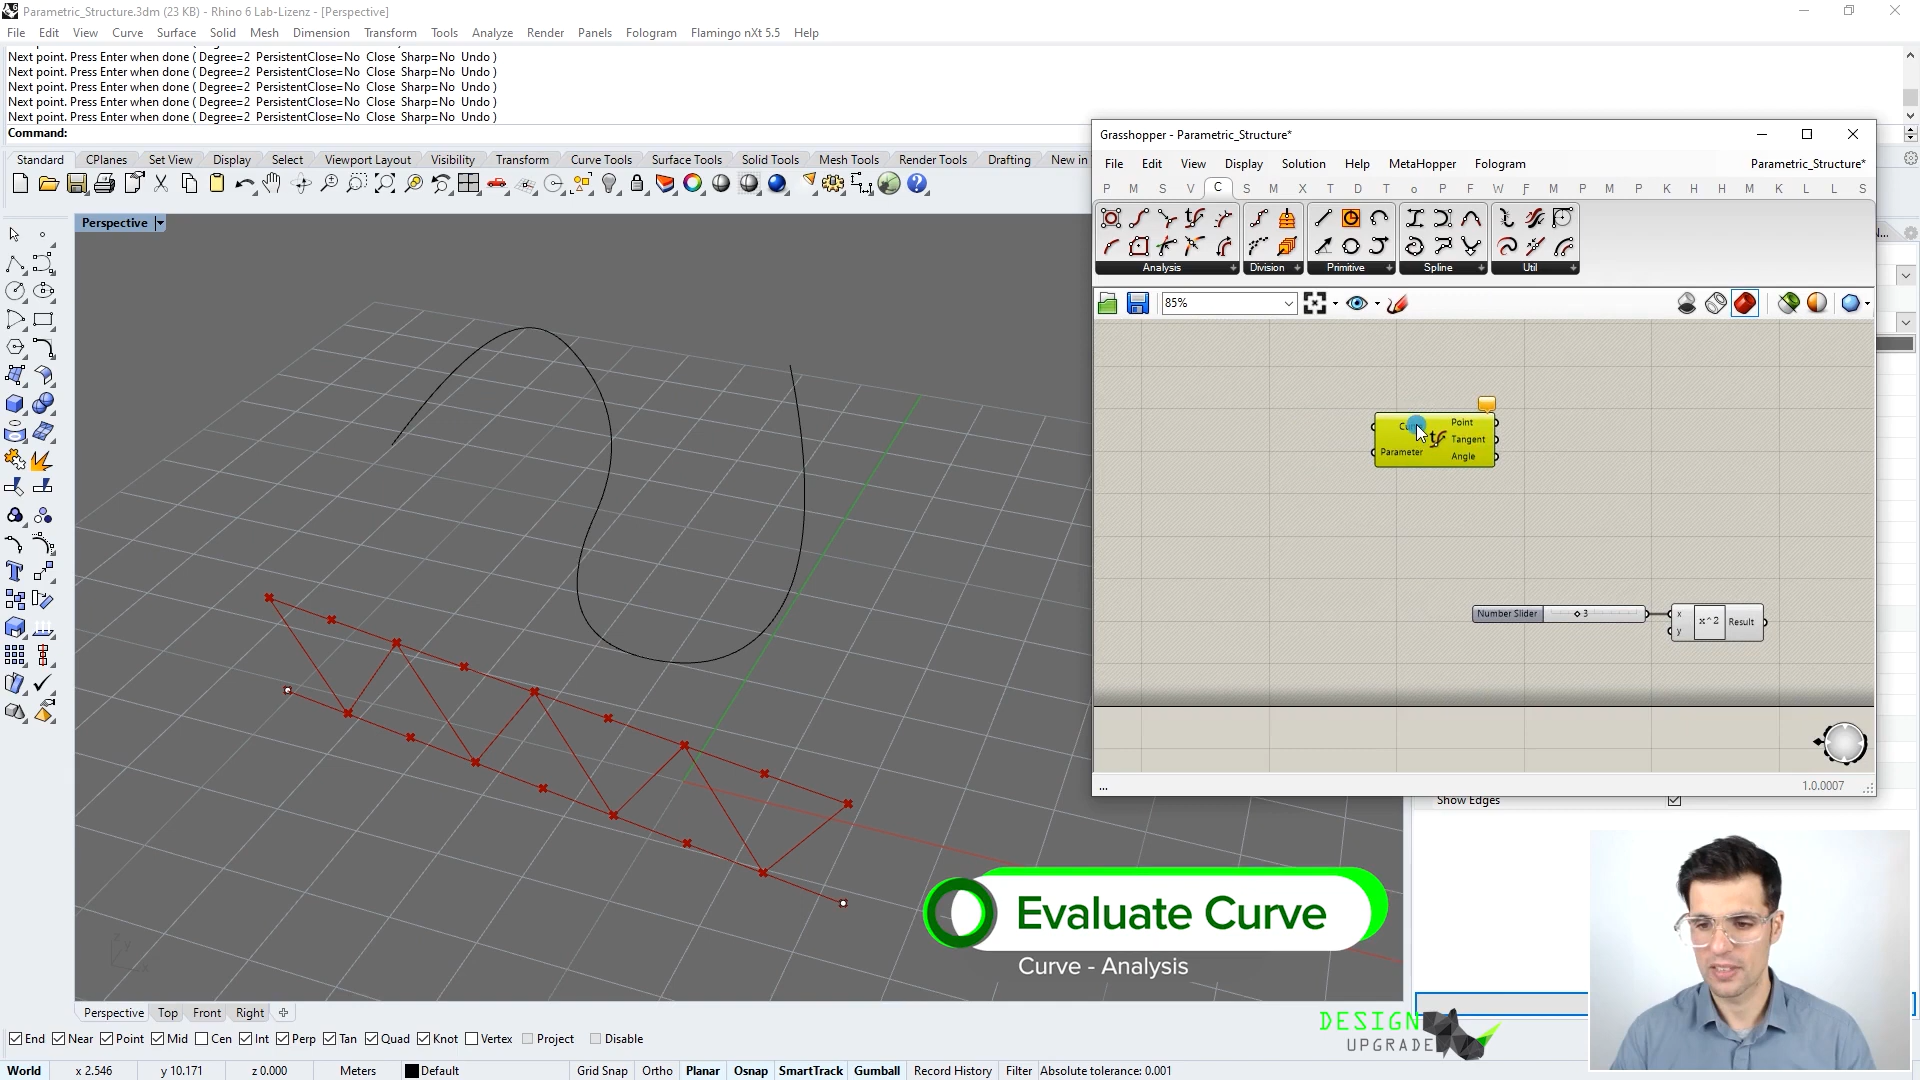 Parametric_Structure.3dm (23 KB) - Rhino 6 Lab-Lizenz - [Perspective]
File Edit View Curve Surface Solid Mesh Dimension Transform Tools Analyze Render Panels Fologram Flamingo nXt 5.5 Help
Next point. Press Enter when done ( Degree=2 PersistentClose=No Close Sharp=No Undo )
Next point. Press Enter when done ( Degree=2 PersistentClose=No Close Sharp=No Undo )
Next point. Press Enter when done ( Degree=2 PersistentClose=No Close Sharp=No Undo )
Next point. Press Enter when done ( Degree=2 PersistentClose=No Close Sharp=No Undo )
Next point. Press Enter when done ( Degree=2 PersistentClose=No Close Sharp=No Undo )
Command:
Standard CPlanes Set View Display Select Viewport Layout Visibility Transform Curve Tools Surface Tools Solid Tools Mesh Tools Render Tools Drafting New in
Perspective
Grasshopper - Parametric_Structure*
File Edit View Display Solution Help MetaHopper Fologram Parametric_Structure*
P M S V C S M X T D T o P F W F M P M P K H H M K L L S
Analysis Division Primitive Spline Util
85%
Point
Tangent
Parameter
Angle
Number Slider 3
x
y
x^2
Result
...
1.0.0007
Show Edges
Evaluate Curve
Curve - Analysis
DESIGN
UPGRADE
Perspective Top Front Right
End Near Point Mid Cen Int Perp Tan Quad Knot Vertex Project Disable
World x 2.546 y 10.171 z 0.000 Meters Default Grid Snap Ortho Planar Osnap SmartTrack Gumball Record History Filter Absolute tolerance: 0.001